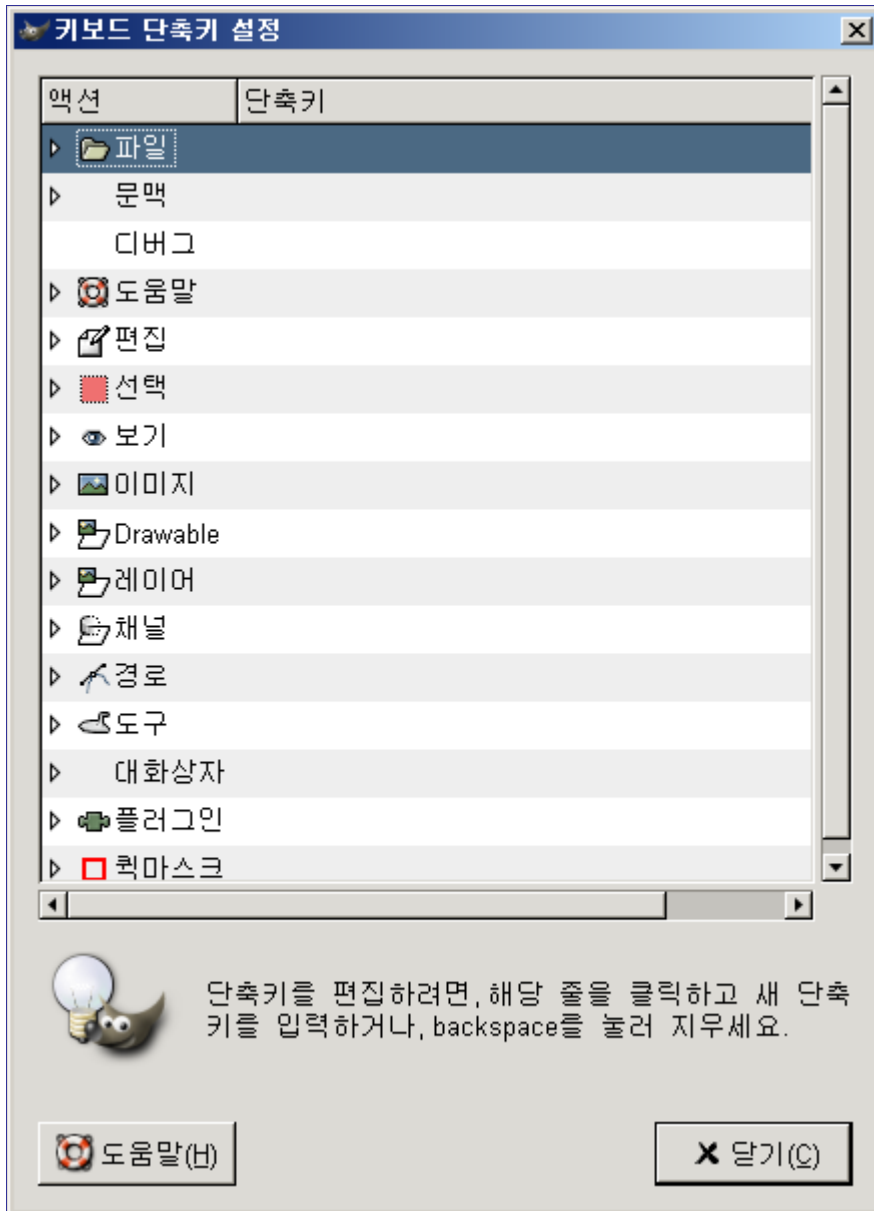 키보드 단축키 설정
액션 단축키
파일
문맥
디버그
도움말
편집
선택
보기
이미지
Drawable
레이어
채널
경로
도구
대화상자
플러그인
퀵마스크
단축키를 편집하려면, 해당 줄을 클릭하고 새 단축
키를 입력하거나, backspace를 눌러 지우세요.
도움말(H) 닫기(C)